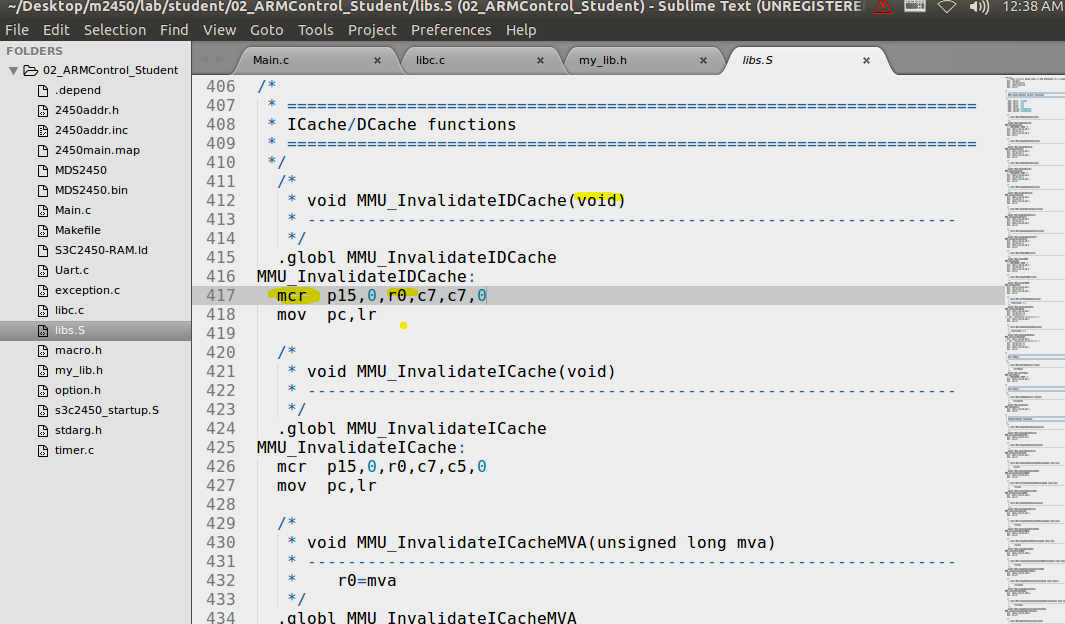 ~/Desktop/m2450/lab/student/02_ARMControl_Student/libs.S (02_ARMControl_Student) - Sublime Text (UNREGISTERE
12:38 AM
File Edit Selection Find View Goto Tools Project Preferences Help
FOLDERS
02_ARMControl_Student
.depend
2450addr.h
2450addr.inc
2450main.map
MDS2450
MDS2450.bin
Main.c
Makefile
S3C2450-RAM.ld
Uart.c
exception.c
libc.c
libs.S
macro.h
my_lib.h
option.h
s3c2450_startup.S
stdarg.h
timer.c
Main.c × libc.c × my_lib.h × libs.S ×
406 /*
407 * =====================================================================
408 * ICache/DCache functions
409 * =====================================================================
410 */
411 /*
412 * void MMU_InvalidateIDCache(void)
413 * -----------------------------------------------------------------
414 */
415 .globl MMU_InvalidateIDCache
416 MMU_InvalidateIDCache:
417 mcr p15,0,r0,c7,c7,0
418 mov pc,lr
419
420 /*
421 * void MMU_InvalidateICache(void)
422 * -----------------------------------------------------------------
423 */
424 .globl MMU_InvalidateICache
425 MMU_InvalidateICache:
426 mcr p15,0,r0,c7,c5,0
427 mov pc,lr
428
429 /*
430 * void MMU_InvalidateICacheMVA(unsigned long mva)
431 * -----------------------------------------------------------------
432 * r0=mva
433 */
434 .globl MMU_InvalidateICacheMVA